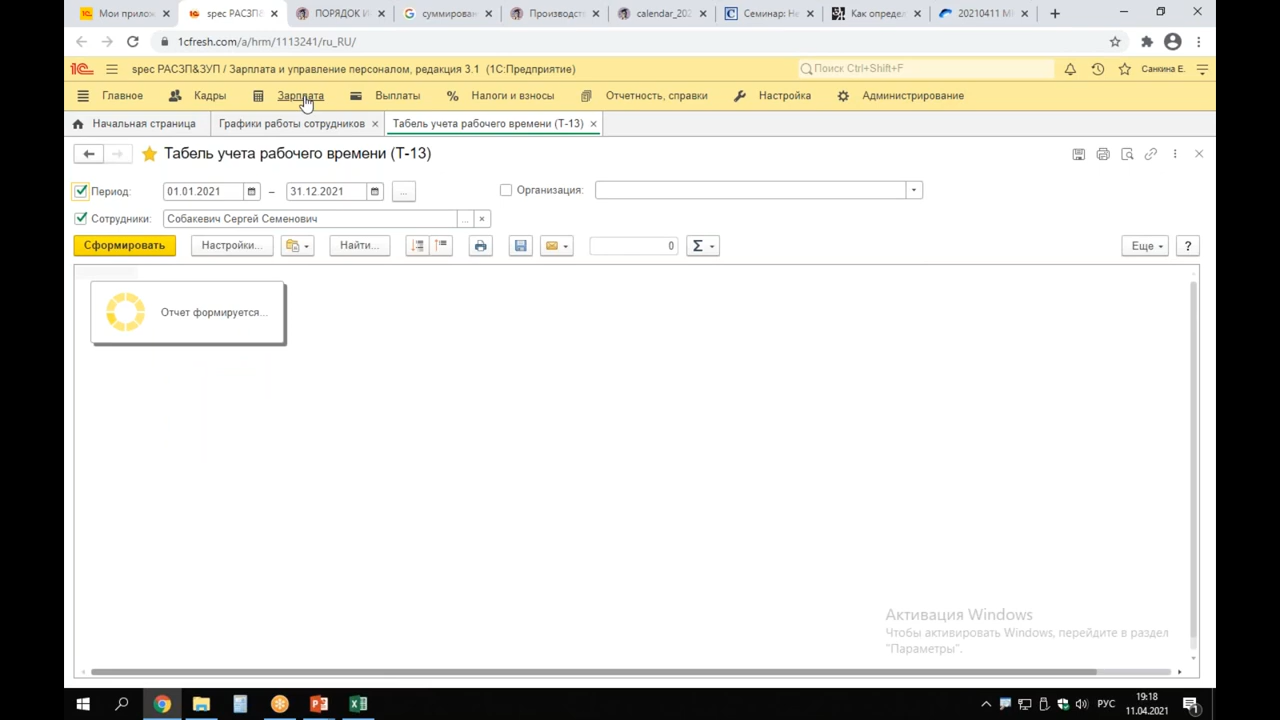 Мои прилож
spec РАСЗП&
ПОРЯДОК И
суммирован
Производст
calendar_202
Семинар: Не
Как определ
20210411 М
1cfresh.com/a/hrm/1113241/ru_RU/
spec РАСЗП&ЗУП / Зарплата и управление персоналом, редакция 3.1 (1С:Предприятие)
Поиск Ctrl+Shift+F
Санкина Е.
Главное
Кадры
Зарплата
Выплаты
Налоги и взносы
Отчетность, справки
Настройка
Администрирование
Начальная страница
Графики работы сотрудников
Табель учета рабочего времени (Т-13)
Табель учета рабочего времени (Т-13)
Период: 01.01.2021 – 31.12.2021 ...
Организация:
Сотрудники: Собакевич Сергей Семенович ...
Сформировать
Настройки...
Найти...
0
Σ
Еще
?
Отчет формируется...
Активация Windows
Чтобы активировать Windows, перейдите в раздел
"Параметры".
РУС
19:18
11.04.2021
1